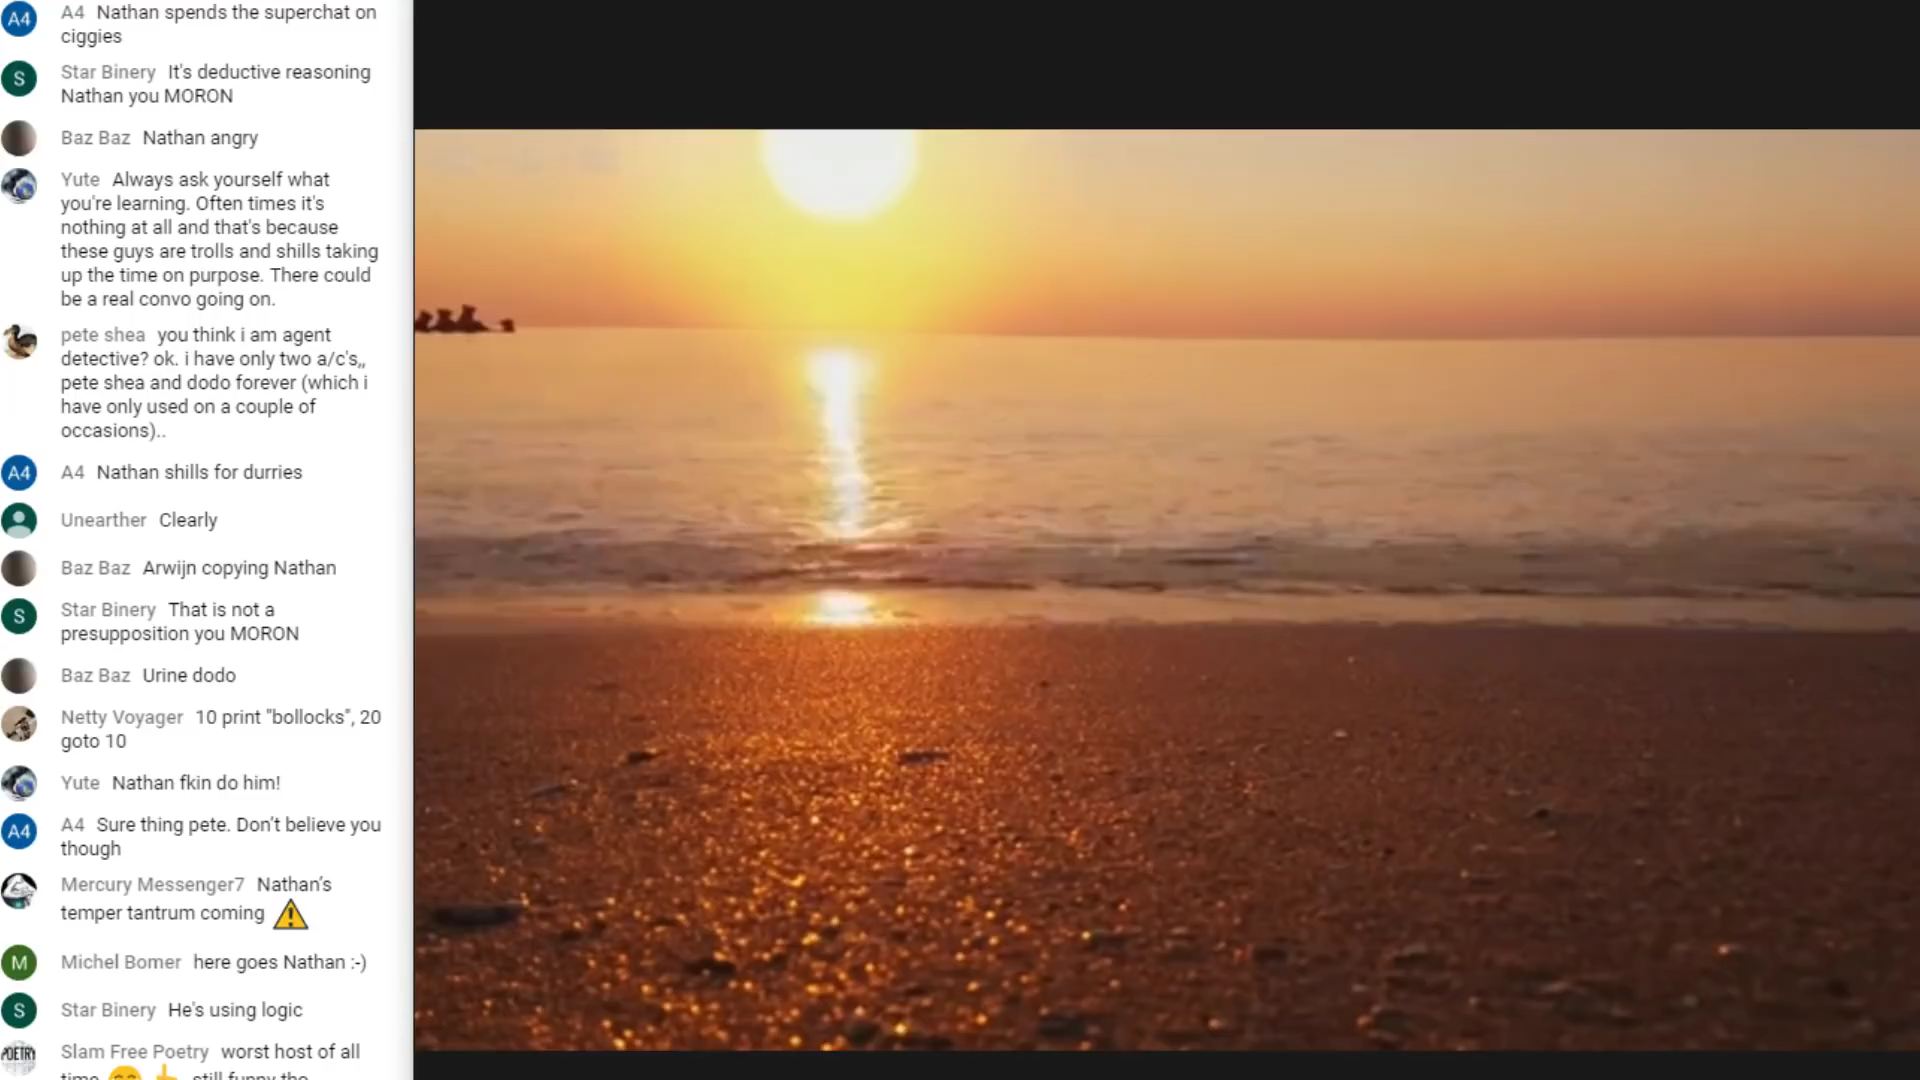 A4 Nathan spends the superchat on
ciggies
Star Binery It's deductive reasoning
Nathan you MORON
Baz Baz Nathan angry
Yute Always ask yourself what
you're learning. Often times it's
nothing at all and that's because
these guys are trolls and shills taking
up the time on purpose. There could
be a real convo going on.
pete shea you think i am agent
detective? ok. i have only two a/c's,,
pete shea and dodo forever (which i
have only used on a couple of
occasions)..
A4 Nathan shills for durries
Unearther Clearly
Baz Baz Arwijn copying Nathan
Star Binery That is not a
presupposition you MORON
Baz Baz Urine dodo
Netty Voyager 10 print "bollocks", 20
goto 10
Yute Nathan fkin do him!
A4 Sure thing pete. Don't believe you
though
Mercury Messenger7 Nathan's
temper tantrum coming ⚠
Michel Bomer here goes Nathan :-)
Star Binery He's using logic
Slam Free Poetry worst host of all
time still funny tho